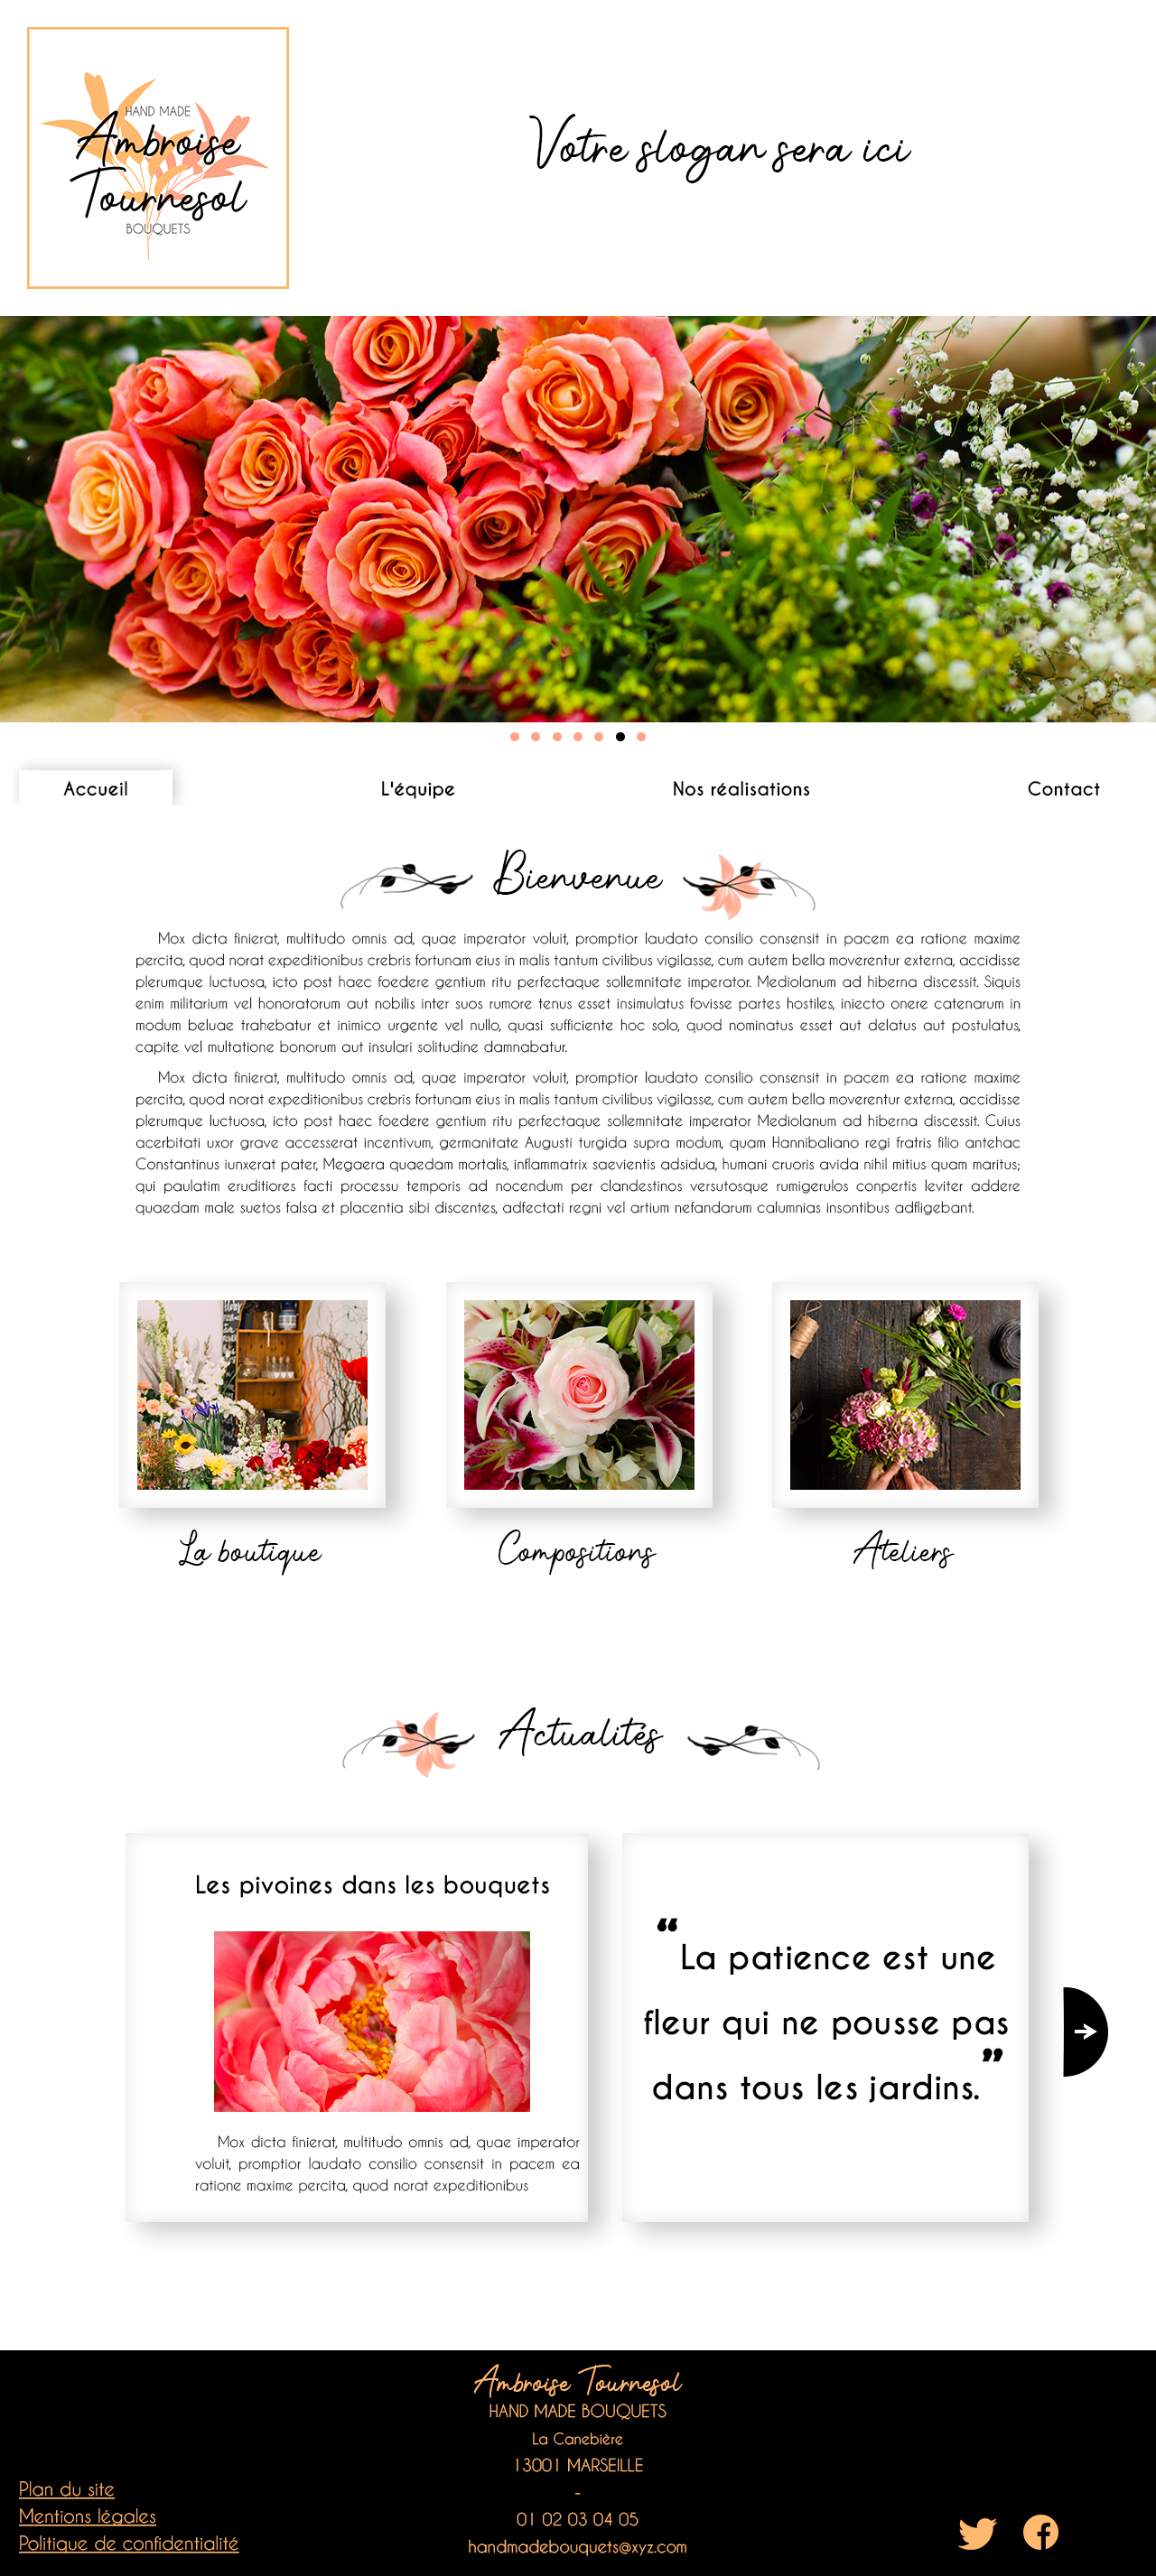 HAND MADE
Ambroise
Tournesol
BOUQUETS
Votre slogan sera ici
Accueil
L'équipe
Nos réalisations
Contact
Bienvenue
Mox dicta finierat, multitudo omnis ad, quae imperator voluit, promptior laudato consilio consensit in pacem ea ratione maxime
percita, quod norat expeditionibus crebris fortunam eius in malis tantum civilibus vigilasse, cum autem bella moverentur externa, accidisse
plerumque luctuosa, icto post haec foedere gentium ritu perfectaque sollemnitate imperator. Mediolanum ad hiberna discessit. Siquis
enim militarium vel honoratorum aut nobilis inter suos rumore tenus esset insimulatus fovisse partes hostiles, iniecto onere catenarum in
modum beluae trahebatur et inimico urgente vel nullo, quasi sufficiente hoc solo, quod nominatus esset aut delatus aut postulatus,
capite vel multatione bonorum aut insulari solitudine damnabatur.
Mox dicta finierat, multitudo omnis ad, quae imperator voluit, promptior laudato consilio consensit in pacem ea ratione maxime
percita, quod norat expeditionibus crebris fortunam eius in malis tantum civilibus vigilasse, cum autem bella moverentur externa, accidisse
plerumque luctuosa, icto post haec foedere gentium ritu perfectaque sollemnitate imperator Mediolanum ad hiberna discessit. Cuius
acerbitati uxor grave accesserat incentivum, germanitate Augusti turgida supra modum, quam Hannibaliano regi fratris filio antehac
Constantinus iunxerat pater, Megaera quaedam mortalis, inflammatrix saevientis adsidua, humani cruoris avida nihil mitius quam maritus;
qui paulatim eruditiores facti processu temporis ad nocendum per clandestinos versutosque rumigerulos conpertis leviter addere
quaedam male suetos falsa et placentia sibi discentes, adfectati regni vel artium nefandarum calumnias insontibus adfligebant.
La boutique
Compositions
Ateliers
Actualités
Les pivoines dans les bouquets
Mox dicta finierat, multitudo omnis ad, quae imperator
voluit, promptior laudato consilio consensit in pacem ea
ratione maxime percita, quod norat expeditionibus
“La patience est une
fleur qui ne pousse pas
dans tous les jardins.”
Ambroise Tournesol
HAND MADE BOUQUETS
La Canebière
13001 MARSEILLE
-
01 02 03 04 05
handmadebouquets@xyz.com
Plan du site
Mentions légales
Politique de confidentialité